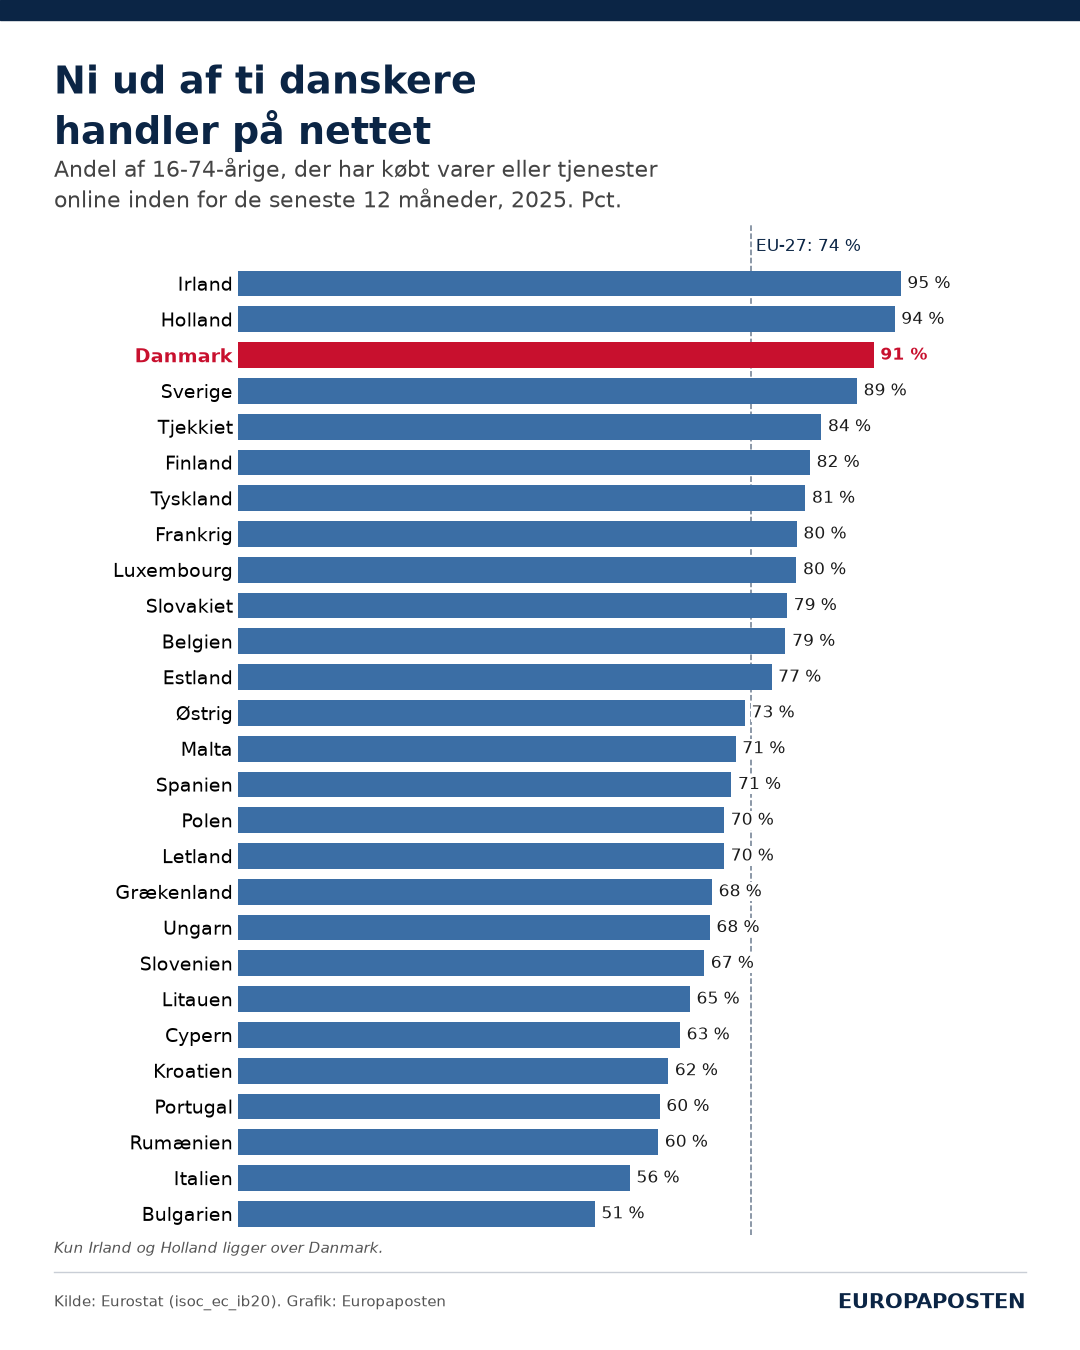 Ni ud af ti danskere
handler på nettet
Andel af 16-74-årige, der har købt varer eller tjenester
online inden for de seneste 12 måneder, 2025. Pct.
EU-27: 74 %
Irland 95 %
Holland 94 %
Danmark 91 %
Sverige 89 %
Tjekkiet 84 %
Finland 82 %
Tyskland 81 %
Frankrig 80 %
Luxembourg 80 %
Slovakiet 79 %
Belgien 79 %
Estland 77 %
Østrig 73 %
Malta 71 %
Spanien 71 %
Polen 70 %
Letland 70 %
Grækenland 68 %
Ungarn 68 %
Slovenien 67 %
Litauen 65 %
Cypern 63 %
Kroatien 62 %
Portugal 60 %
Rumænien 60 %
Italien 56 %
Bulgarien 51 %
Kun Irland og Holland ligger over Danmark.
Kilde: Eurostat (isoc_ec_ib20). Grafik: Europaposten
EUROPAPOSTEN